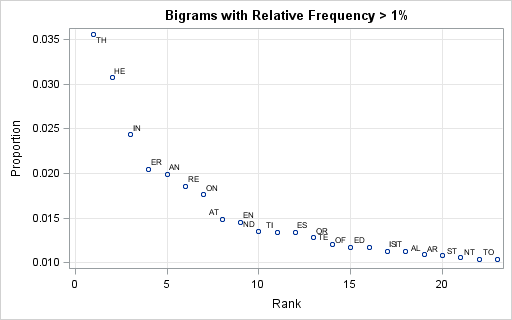 Bigrams with Relative Frequency > 1%
Proportion
0.035
0.030
0.025
0.020
0.015
0.010
TH
HE
IN
ER
AN
RE
ON
AT
EN
ND
TI
ES
OR
TE
OF
ED
IS
IT
AL
AR
ST
NT
TO
0
5
10
15
20
Rank